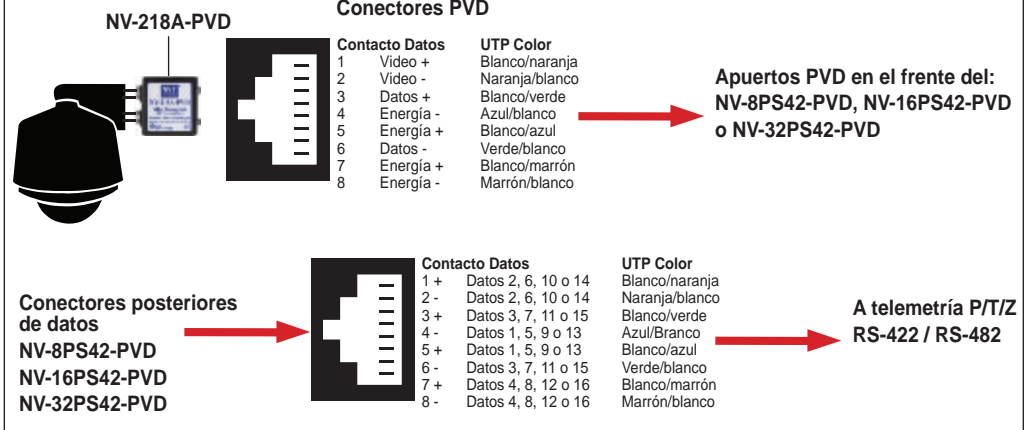 Conectores PVD
NV-218A-PVD
Contacto Datos UTP Color
1 Video + Blanco/naranja
2 Video - Naranja/blanco
3 Datos + Blanco/verde
4 Energía - Azul/blanco
5 Energía + Blanco/azul
6 Datos - Verde/blanco
7 Energía + Blanco/marrón
8 Energía - Marrón/blanco
Apuertos PVD en el frente del:
NV-8PS42-PVD, NV-16PS42-PVD
o NV-32PS42-PVD
Conectores posteriores
de datos
NV-8PS42-PVD
NV-16PS42-PVD
NV-32PS42-PVD
Contacto Datos UTP Color
1 + Datos 2, 6, 10 o 14 Blanco/naranja
2 - Datos 2, 6, 10 o 14 Naranja/blanco
3 + Datos 3, 7, 11 o 15 Blanco/verde
4 - Datos 1, 5, 9 o 13 Azul/Branco
5 + Datos 1, 5, 9 o 13 Blanco/azul
6 - Datos 3, 7, 11 o 15 Verde/blanco
7 + Datos 4, 8, 12 o 16 Blanco/marrón
8 - Datos 4, 8, 12 o 16 Marrón/blanco
A telemetría P/T/Z
RS-422 / RS-482